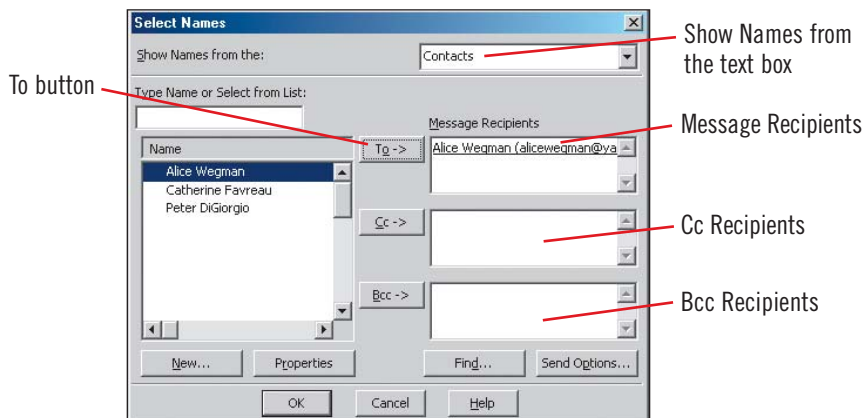 Select Names
Show Names from the:
Contacts
Show Names from
the text box
To button
Type Name or Select from List:
Message Recipients
Message Recipients
Name
To ->
Alice Wegman (alicewegman@ya
Alice Wegman
Catherine Favreau
Peter DiGiorgio
Cc ->
Cc Recipients
Bcc ->
Bcc Recipients
New...
Properties
Find...
Send Options...
OK
Cancel
Help